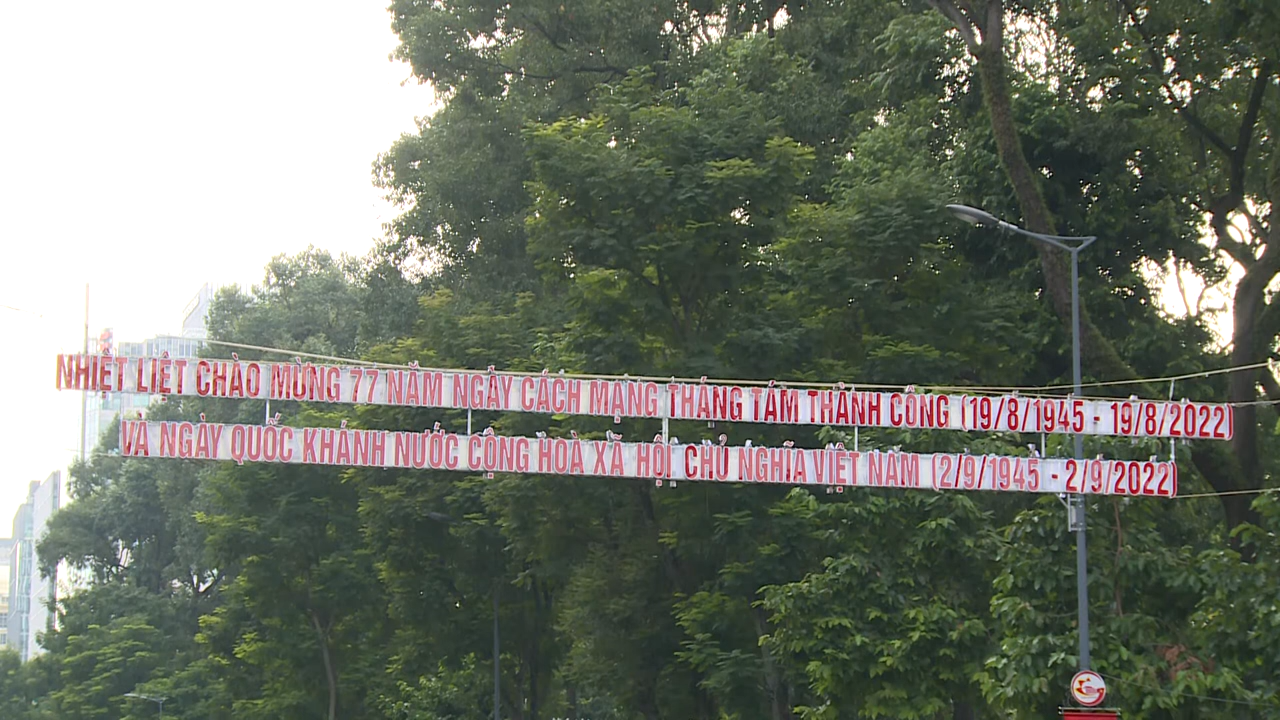 NHIỆT LIỆT CHÀO MỪNG 77 NĂM NGÀY CÁCH MẠNG THÁNG TÁM THÀNH CÔNG (19/8/1945 - 19/8/2022)
VÀ NGÀY QUỐC KHÁNH NƯỚC CỘNG HOÀ XÃ HỘI CHỦ NGHĨA VIỆT NAM (2/9/1945 - 2/9/2022)